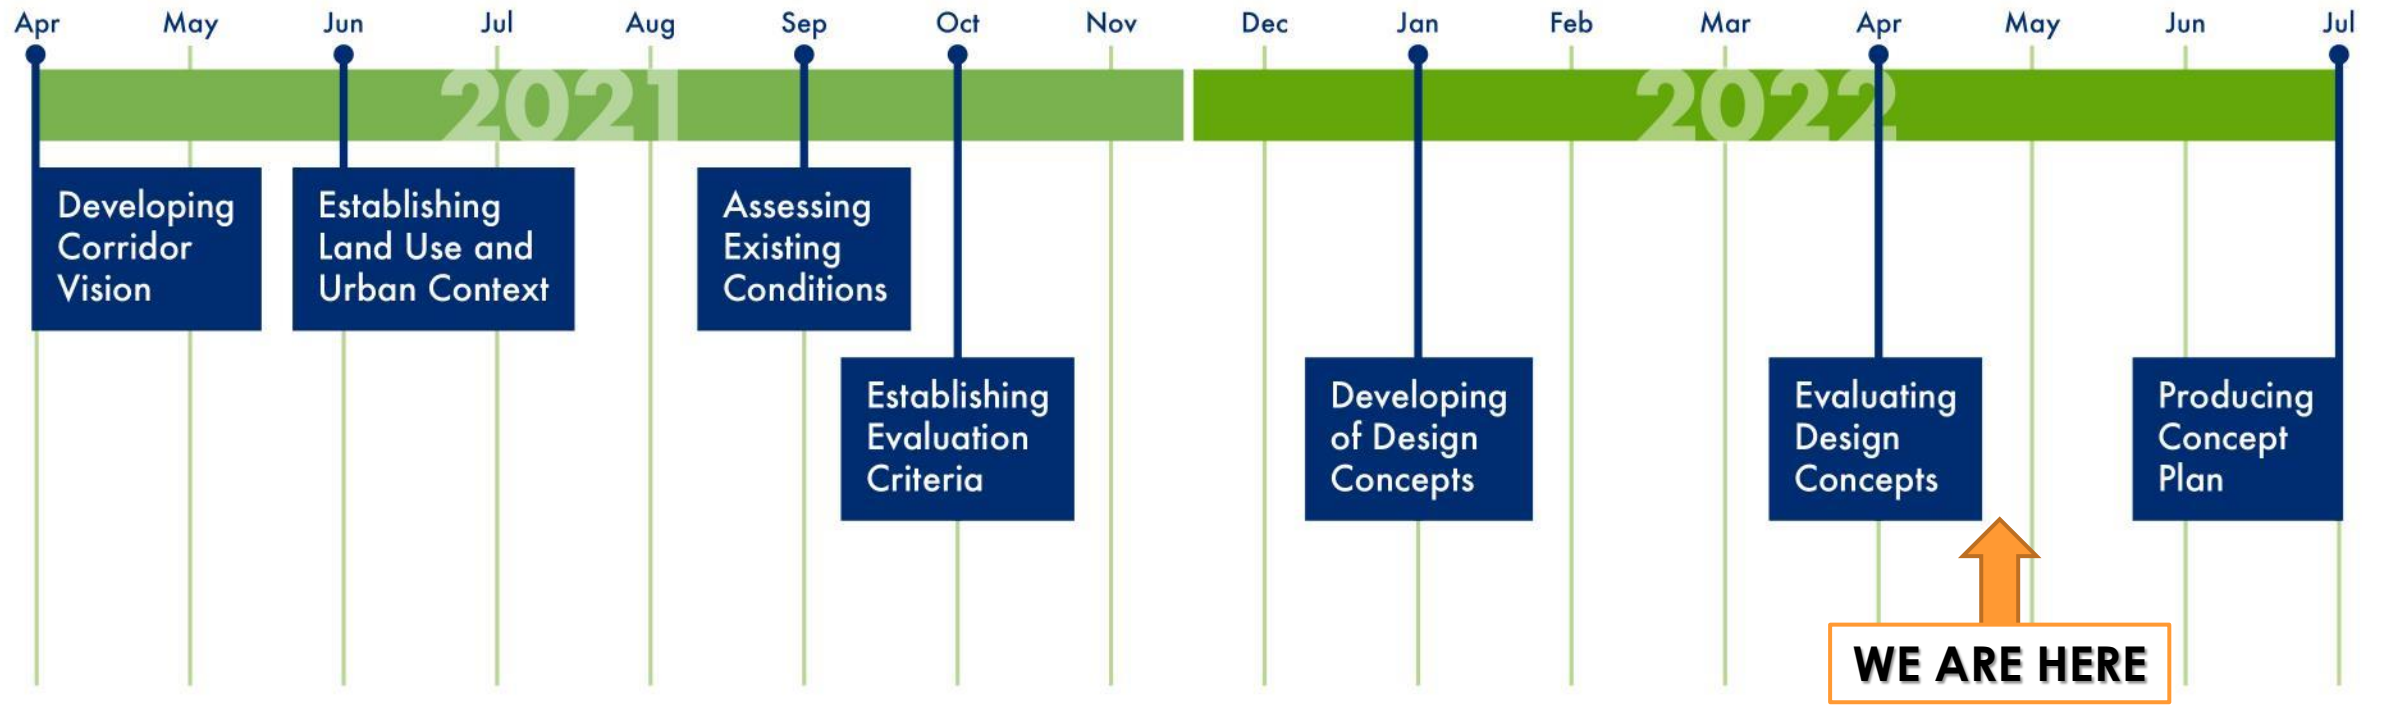 Apr May Jun Jul Aug Sep Oct Nov Dec Jan Feb Mar Apr May Jun Jul
2021 2022
Developing
Corridor
Vision
Establishing
Land Use and
Urban Context
Assessing
Existing
Conditions
Establishing
Evaluation
Criteria
Developing
of Design
Concepts
Evaluating
Design
Concepts
Producing
Concept
Plan
WE ARE HERE